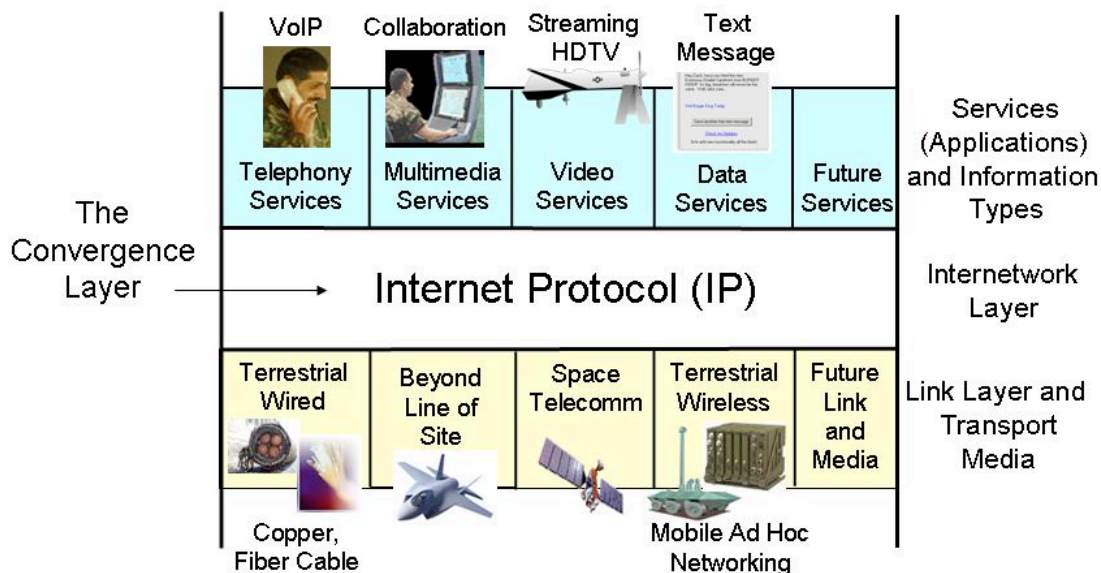 VoIP
Collaboration
Streaming
HDTV
Text
Message
Telephony
Services
Multimedia
Services
Video
Services
Data
Services
Future
Services
Services
(Applications)
and Information
Types
The
Convergence
Layer
Internet Protocol (IP)
Internetwork
Layer
Terrestrial
Wired
Beyond
Line of
Site
Space
Telecomm
Terrestrial
Wireless
Future
Link
and
Media
Link Layer and
Transport
Media
Copper,
Fiber Cable
Mobile Ad Hoc
Networking